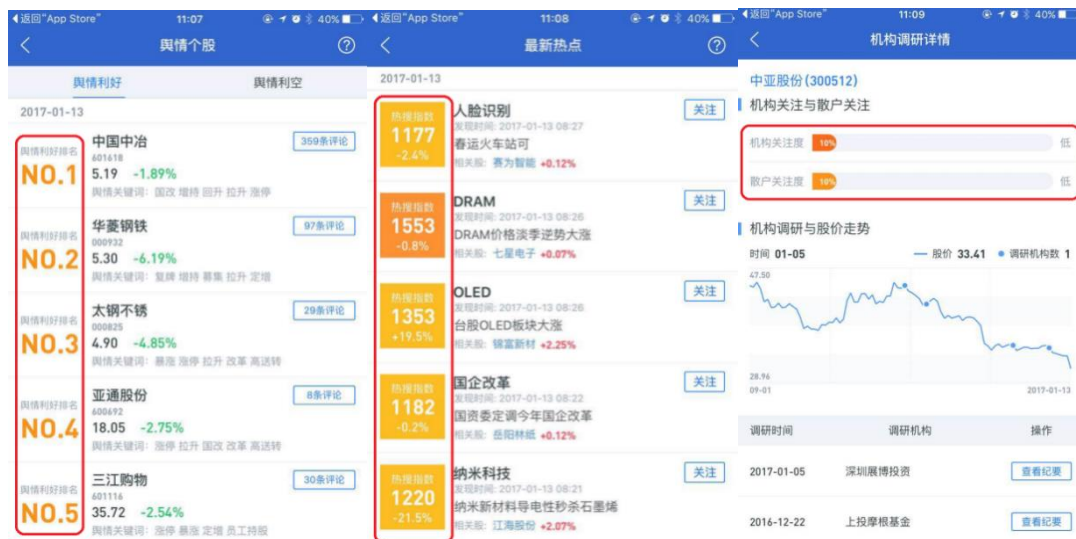 返回"App Store"
11:07
40%
舆情个股
舆情利好
舆情利空
2017-01-13
舆情利好排名
NO.1
中国中冶
601618
5.19 -1.89%
舆情关键词: 国改 增持 回升 拉升 涨停
359条评论
舆情利好排名
NO.2
华菱钢铁
000932
5.30 -6.19%
舆情关键词: 复牌 增持 募集 拉升 定增
97条评论
舆情利好排名
NO.3
太钢不锈
000825
4.90 -4.85%
舆情关键词: 暴涨 涨停 拉升 改革 高送转
29条评论
舆情利好排名
NO.4
亚通股份
600692
18.05 -2.75%
舆情关键词: 涨停 拉升 国改 改革 高送转
8条评论
舆情利好排名
NO.5
三江购物
601116
35.72 -2.54%
舆情关键词: 涨停 暴涨 定增 员工持股
30条评论
返回"App Store"
11:08
40%
最新热点
2017-01-13
热搜指数
1177
-2.4%
人脸识别
发现时间: 2017-01-13 08:27
春运火车站可
相关股: 赛为智能 +0.12%
关注
热搜指数
1553
-0.8%
DRAM
发现时间: 2017-01-13 08:26
DRAM价格淡季逆势大涨
相关股: 七星电子 +0.07%
关注
热搜指数
1353
+19.5%
OLED
发现时间: 2017-01-13 08:26
台股OLED板块大涨
相关股: 锦富新材 +2.25%
关注
热搜指数
1182
-0.2%
国企改革
发现时间: 2017-01-13 08:22
国资委定调今年国企改革
相关股: 岳阳林纸 +0.12%
关注
热搜指数
1220
-21.5%
纳米科技
发现时间: 2017-01-13 08:21
纳米新材料导电性秒杀石墨烯
相关股: 江海股份 +2.07%
关注
返回"App Store"
11:09
40%
机构调研详情
中亚股份(300512)
机构关注与散户关注
机构关注度 10% 低
散户关注度 10% 低
机构调研与股价走势
时间 01-05
股价 33.41 调研机构数 1
47.50
28.96
09-01 2017-01-13
调研时间 调研机构 操作
2017-01-05 深圳展博投资 查看纪要
2016-12-22 上投摩根基金 查看纪要